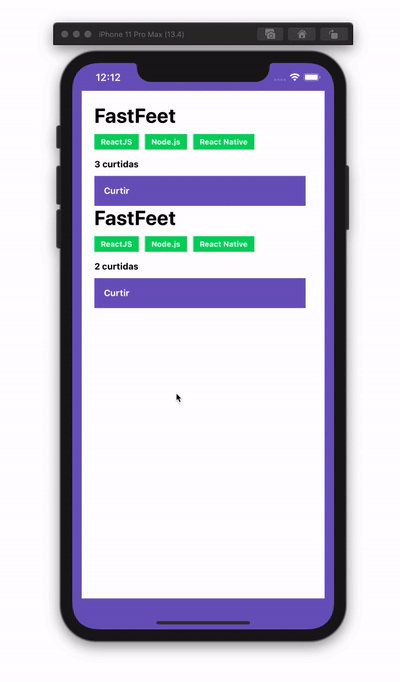 iPhone 11 Pro Max (13.4)
12:12
FastFeet
ReactJS Node.js React Native
3 curtidas
Curtir
FastFeet
ReactJS Node.js React Native
2 curtidas
Curtir